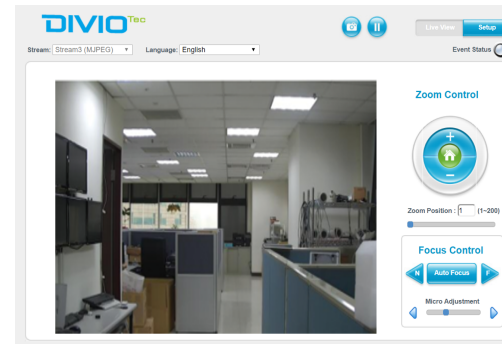 DIVIOTec
Live View
Setup
Stream: Stream3 (MJPEG)
Language: English
Event Status
Zoom Control
+
−
Zoom Position : 1 (1~200)
Focus Control
N
Auto Focus
F
Micro Adjustment